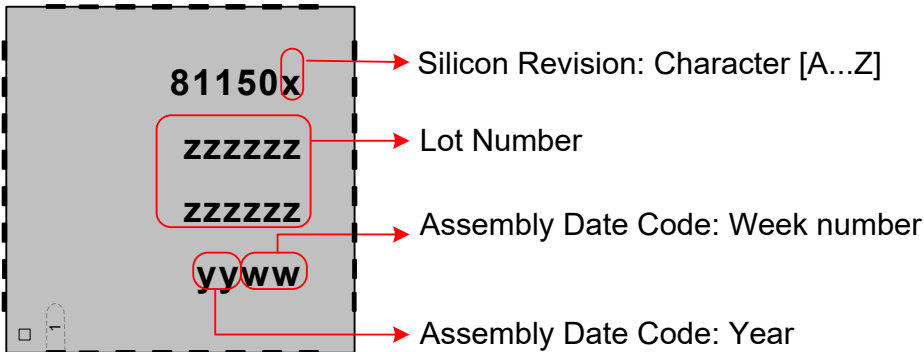 81150x
Silicon Revision: Character [A...Z]
zzzzzz
Lot Number
zzzzzz
Assembly Date Code: Week number
yyww
1
Assembly Date Code: Year